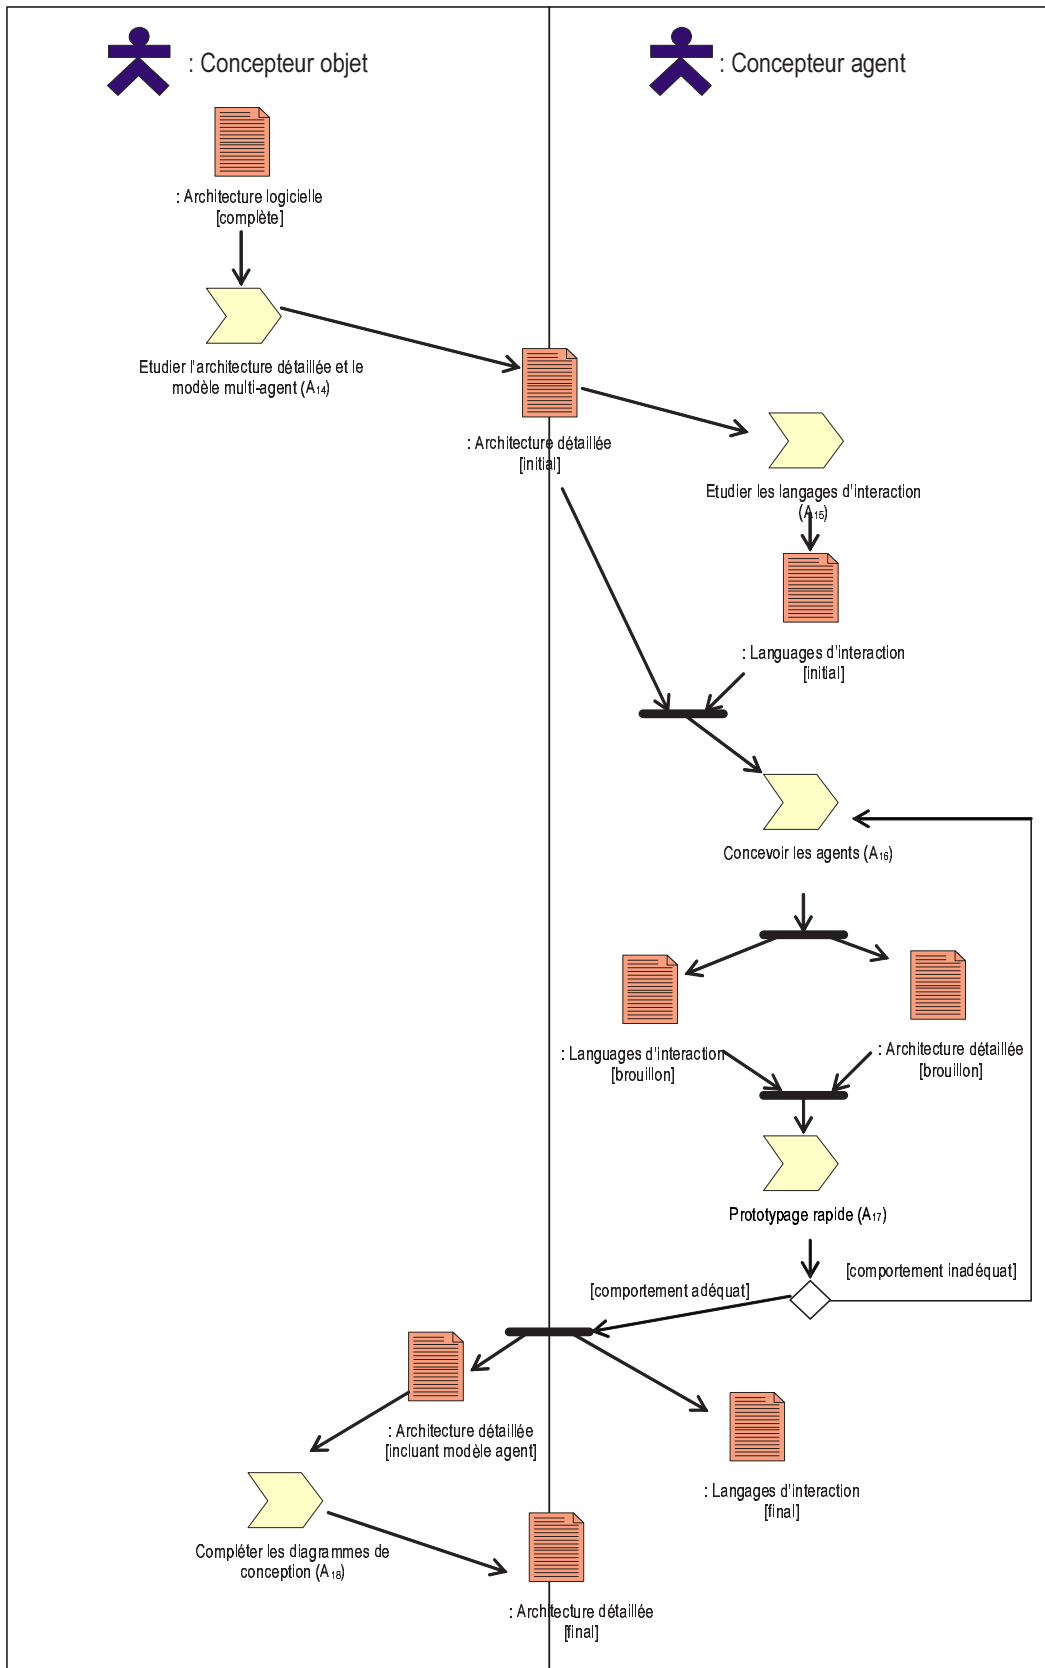 : Concepteur objet
: Concepteur agent
: Architecture logicielle
[complète]
Etudier l'architecture détaillée et le
modèle multi-agent (A14)
: Architecture détaillée
[initial]
Etudier les langages d'interaction
(A15)
: Languages d'interaction
[initial]
Concevoir les agents (A16)
: Languages d'interaction
[brouillon]
: Architecture détaillée
[brouillon]
Prototypage rapide (A17)
[comportement inadéquat]
[comportement adéquat]
: Architecture détaillée
[incluant modèle agent]
: Langages d'interaction
[final]
Compléter les diagrammes de
conception (A18)
: Architecture détaillée
[final]